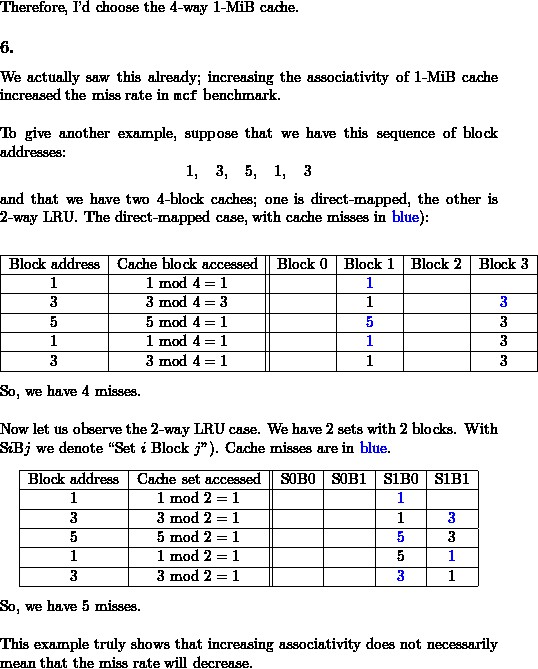 Therefore, I'd choose the 4-way 1-MiB cache.
6.
We actually saw this already; increasing the associativity of 1-MiB cache
increased the miss rate in mcf benchmark.
To give another example, suppose that we have this sequence of block
addresses:
1, 3, 5, 1, 3
and that we have two 4-block caches; one is direct-mapped, the other is
2-way LRU. The direct-mapped case, with cache misses in blue):
Block address Cache block accessed Block 0 Block 1 Block 2 Block 3
1 1 mod 4 = 1 1
3 3 mod 4 = 3 1 3
5 5 mod 4 = 1 5 3
1 1 mod 4 = 1 1 3
3 3 mod 4 = 1 1 3
So, we have 4 misses.
Now let us observe the 2-way LRU case. We have 2 sets with 2 blocks. With
SiBj we denote “Set i Block j”). Cache misses are in blue.
Block address Cache set accessed S0B0 S0B1 S1B0 S1B1
1 1 mod 2 = 1 1
3 3 mod 2 = 1 1 3
5 5 mod 2 = 1 5 3
1 1 mod 2 = 1 5 1
3 3 mod 2 = 1 3 1
So, we have 5 misses.
This example truly shows that increasing associativity does not necessarily
mean that the miss rate will decrease.